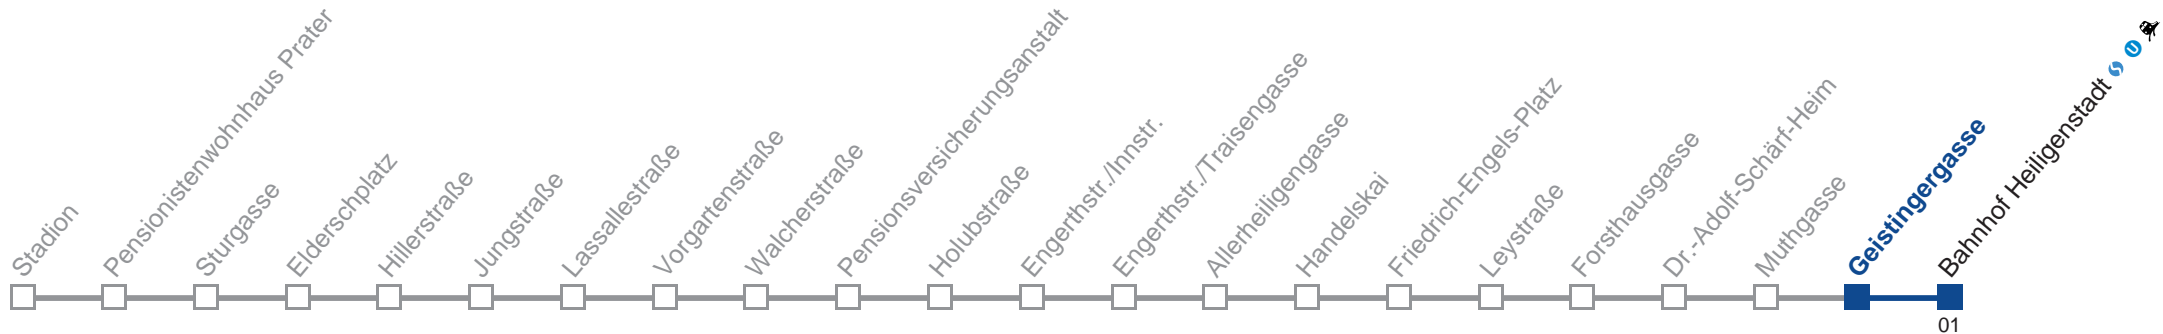 Stadion
Pensionistenwohnhaus Prater
Sturgasse
Elderschplatz
Hillerstraße
Jungstraße
Lassallestraße
Vorgartenstraße
Walcherstraße
Pensionsversicherungsanstalt
Holubstraße
Engerthstr./Innstr.
Engerthstr./Traisengasse
Allerheiligengasse
Handelskai
Friedrich-Engels-Platz
Leystraße
Forsthausgasse
Dr.-Adolf-Schärf-Heim
Muthgasse
Geistingergasse
Bahnhof Heiligenstadt S U
01